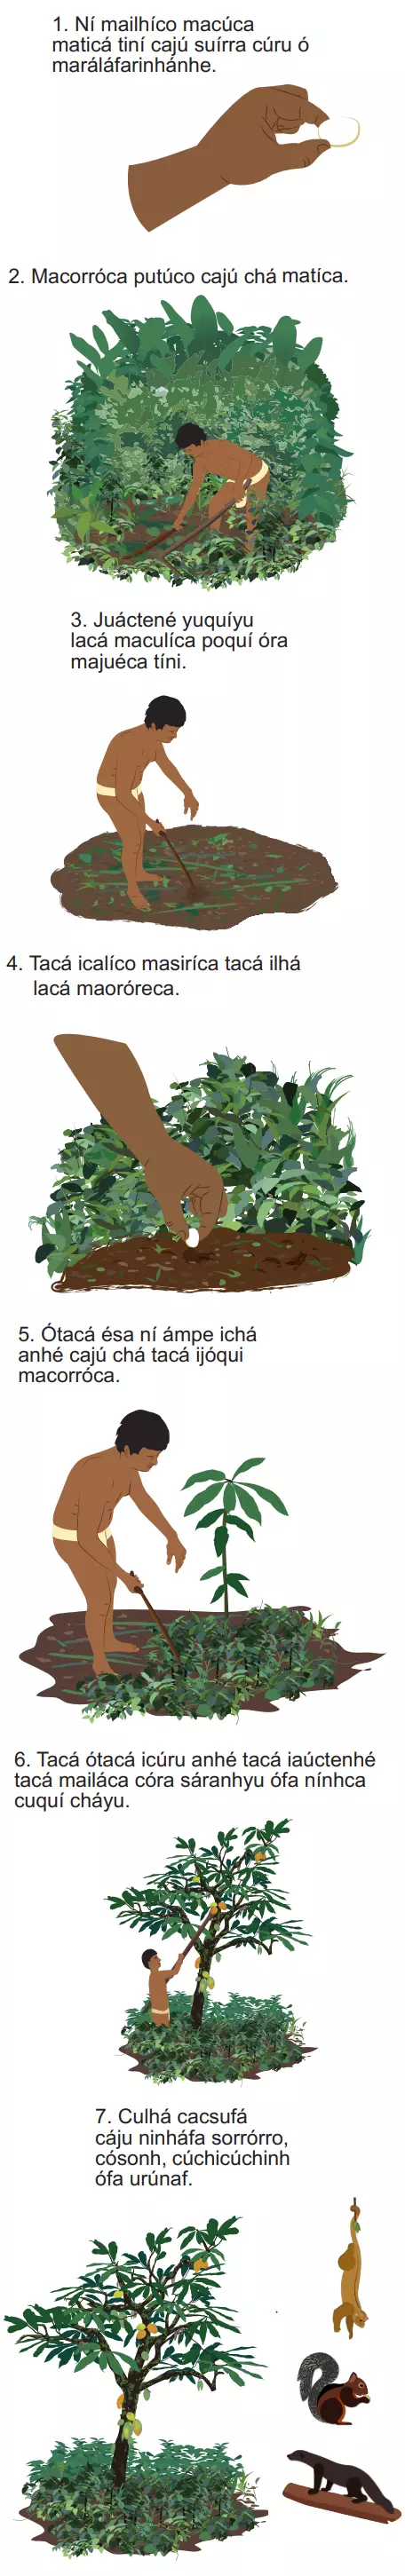 1. Ní mailhíco macúca
maticá tiní cajú suírra cúru ó
maráláfarinhánhe.
2. Macorróca putúco cajú chá matíca.
3. Juáctené yuquíyu
lacá maculíca poquí óra
majuéca tíni.
4. Tacá icalíco masiríca tacá ilhá
lacá maoróreca.
5. Ótacá ésa ní ámpe ichá
anhé cajú chá tacá ijóqui
macorróca.
6. Tacá ótacá icúru anhé tacá iaúctenhé
tacá mailáca córa sáranhyu ófa nínhca
cuquí cháyu.
7. Culhá cacsufá
cáju ninháfa sorrórro,
cósonh, cúchicúchinh
ófa urúnaf.